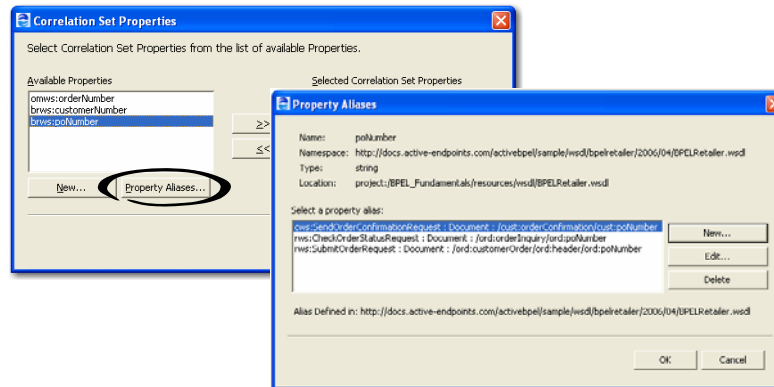 Correlation Set Properties
Select Correlation Set Properties from the list of available Properties.
Available Properties
Selected Correlation Set Properties
omws:orderNumber
brws:customerNumber
brws:poNumber
>>
<<
New...
Property Aliases...
Property Aliases
Name: poNumber
Namespace: http://docs.active-endpoints.com/activebpel/sample/wsdl/bpelretailer/2006/04/BPELRetailer.wsdl
Type: string
Location: project:/BPEL_Fundamentals/resources/wsdl/BPELRetailer.wsdl
Select a property alias:
cws:SendOrderConfirmationRequest : Document : /cust:orderConfirmation/cust:poNumber
rws:CheckOrderStatusRequest : Document : /ord:orderInquiry/ord:poNumber
rws:SubmitOrderRequest : Document : /ord:customerOrder/ord:header/ord:poNumber
New...
Edit...
Delete
Alias Defined in: http://docs.active-endpoints.com/activebpel/sample/wsdl/bpelretailer/2006/04/BPELRetailer.wsdl
OK
Cancel